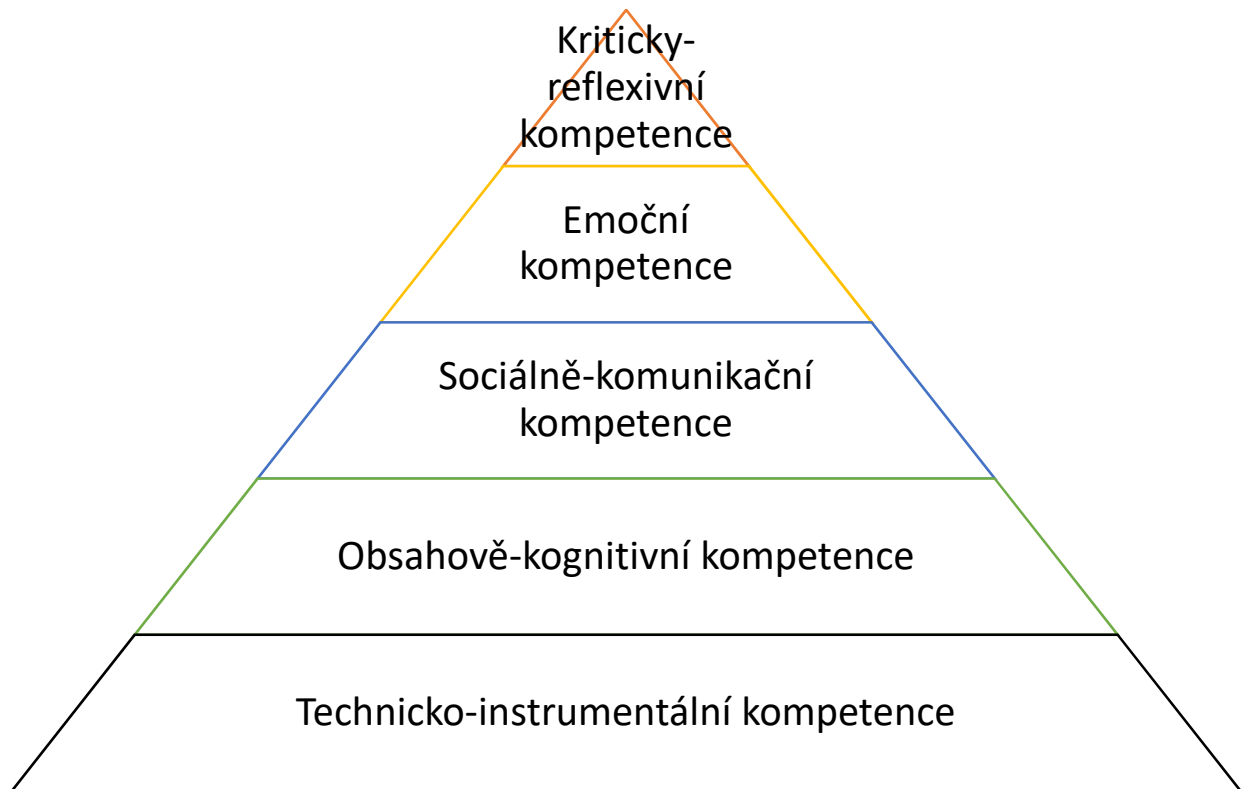 Kriticky-
reflexivní
kompetence
Emoční
kompetence
Sociálně-komunikační
kompetence
Obsahově-kognitivní kompetence
Technicko-instrumentální kompetence